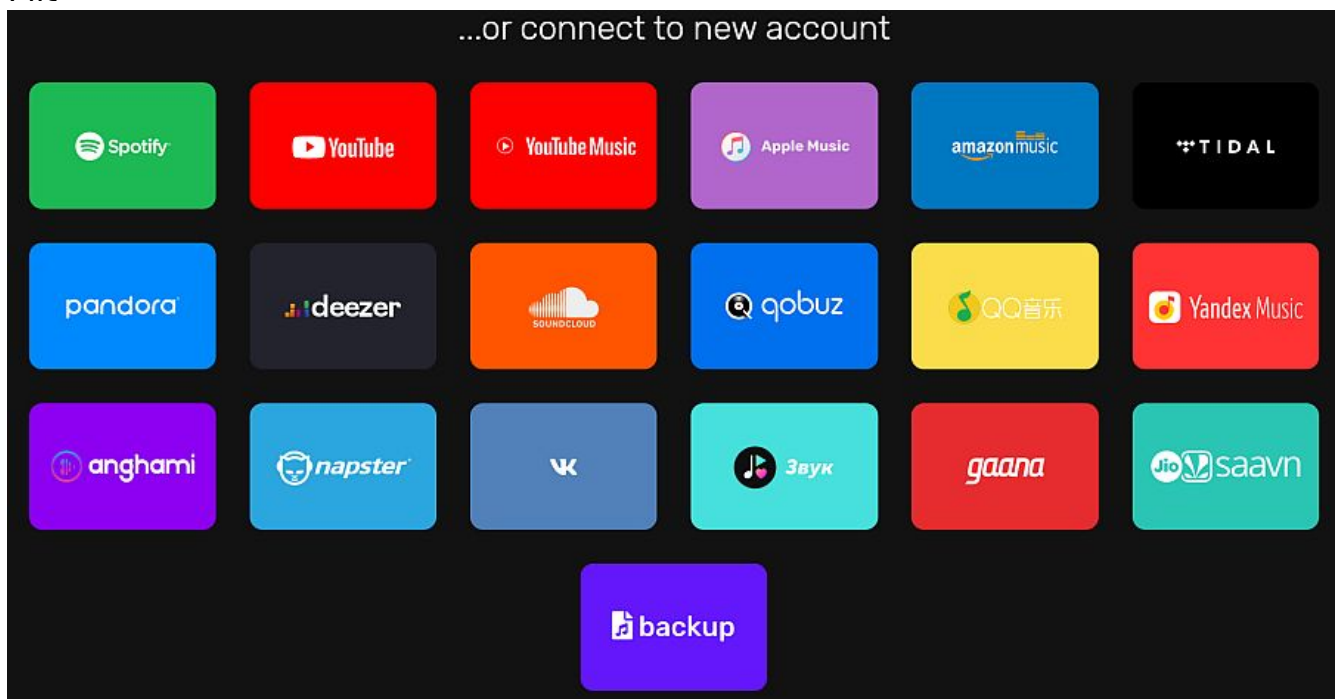 ...or connect to new account
Spotify
YouTube
YouTube Music
Apple Music
amazon music
TIDAL
pandora
deezer
SOUNDCLOUD
qobuz
QQ音乐
Yandex Music
anghami
napster
VK
Звук
gaana
Jio saavn
backup